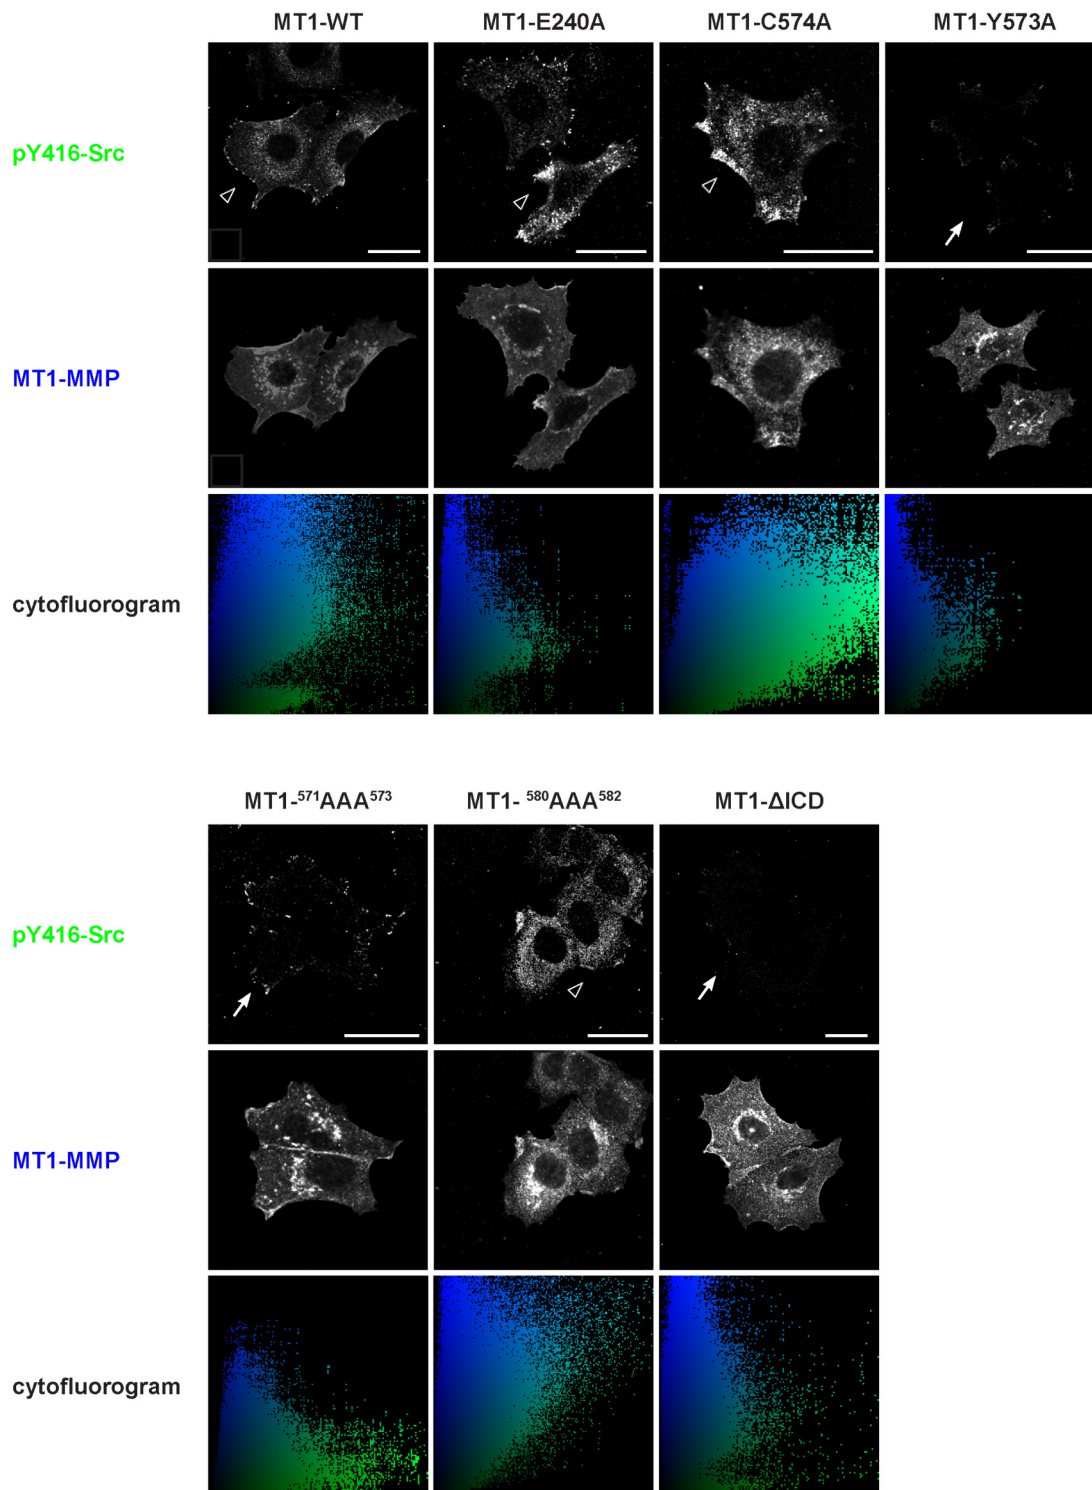 MT1-WT MT1-E240A MT1-C574A MT1-Y573A
pY416-Src
MT1-MMP
cytofluorogram
MT1-⁵⁷¹AAA⁵⁷³ MT1- ⁵⁸⁰AAA⁵⁸² MT1-ΔICD
pY416-Src
MT1-MMP
cytofluorogram